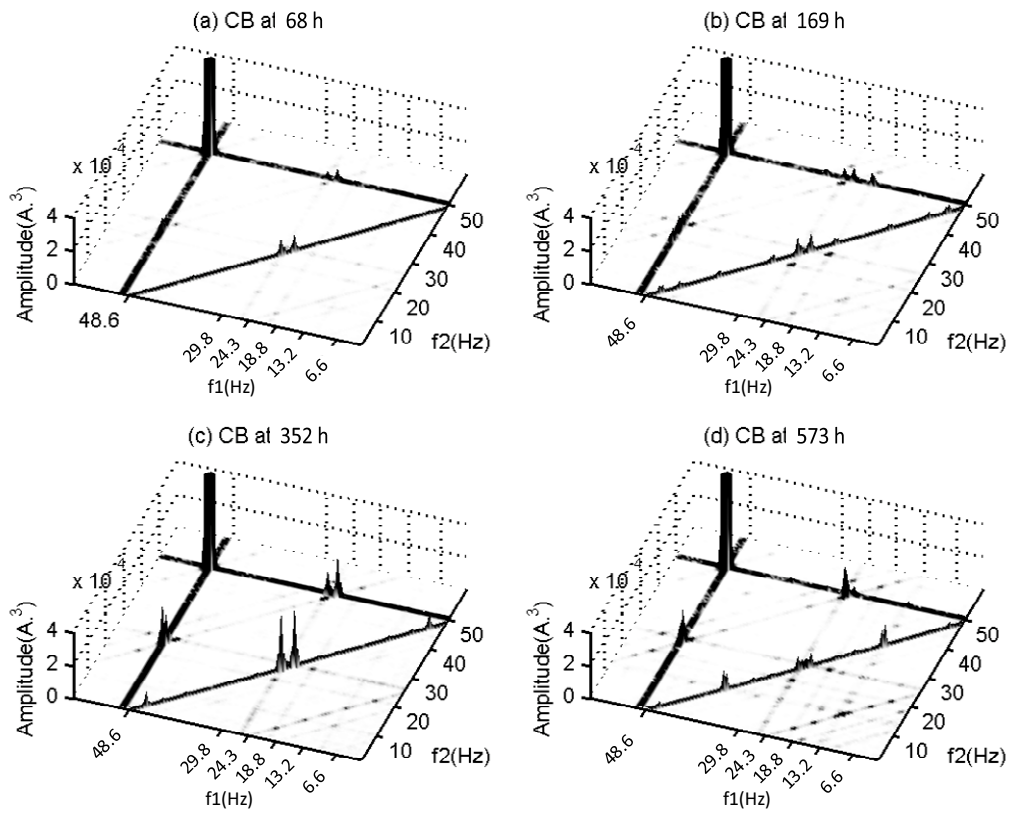 (a) CB at 68 h
x 10-4
Amplitude(A.3)
4
2
0
48.6
29.8
24.3
18.8
13.2
6.6
f1(Hz)
10
20
30
40
50
f2(Hz)
(b) CB at 169 h
x 10-4
Amplitude(A.3)
4
2
0
48.6
29.8
24.3
18.8
13.2
6.6
f1(Hz)
10
20
30
40
50
f2(Hz)
(c) CB at 352 h
x 10-4
Amplitude(A.3)
4
2
0
48.6
29.8
24.3
18.8
13.2
6.6
f1(Hz)
10
20
30
40
50
f2(Hz)
(d) CB at 573 h
x 10-4
Amplitude(A.3)
4
2
0
48.6
29.8
24.3
18.8
13.2
6.6
f1(Hz)
10
20
30
40
50
f2(Hz)